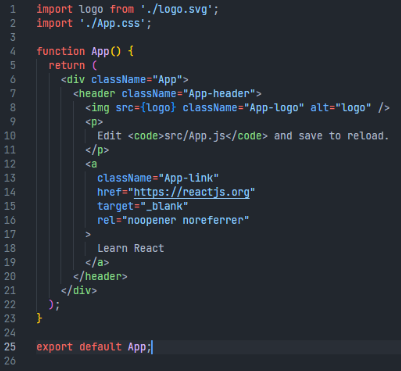 1 import logo from './logo.svg';
2 import './App.css';
3
4 function App() {
5   return (
6     <div className="App">
7       <header className="App-header">
8         <img src={logo} className="App-logo" alt="logo" />
9         <p>
10           Edit <code>src/App.js</code> and save to reload.
11         </p>
12         <a
13           className="App-link"
14           href="https://reactjs.org"
15           target="_blank"
16           rel="noopener noreferrer"
17         >
18           Learn React
19         </a>
20       </header>
21     </div>
22   );
23 }
24
25 export default App;
26